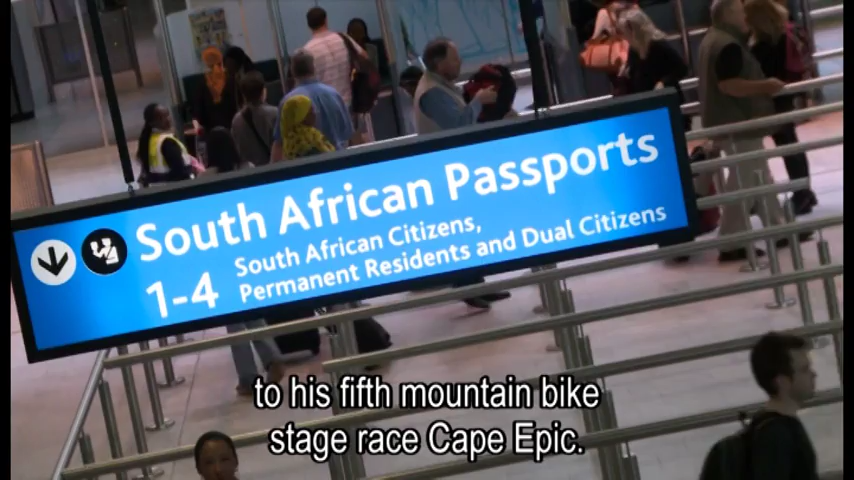 South African Passports
1-4
South African Citizens,
Permanent Residents and Dual Citizens
to his fifth mountain bike
stage race Cape Epic.